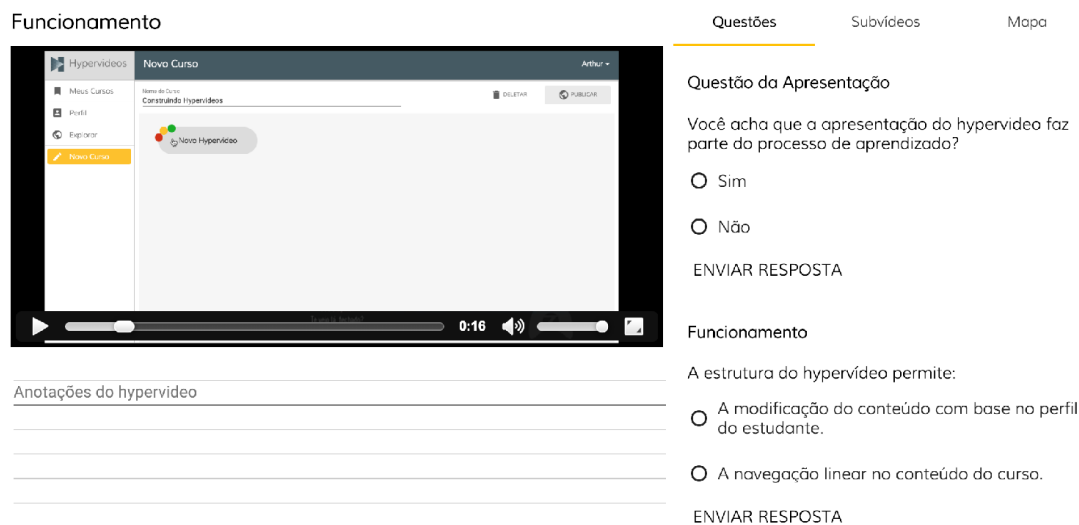 Funcionamento
Hypervideos
Novo Curso
Arthur
Meus Cursos
Perfil
Explorar
Novo Curso
Nome do Curso
Construindo Hypervideos
DELETAR
PUBLICAR
Novo Hypervideo
0:16
Anotações do hypervideo
Questões
Subvídeos
Mapa
Questão da Apresentação
Você acha que a apresentação do hypervideo faz
parte do processo de aprendizado?
Sim
Não
ENVIAR RESPOSTA
Funcionamento
A estrutura do hypervídeo permite:
A modificação do conteúdo com base no perfil
do estudante.
A navegação linear no conteúdo do curso.
ENVIAR RESPOSTA